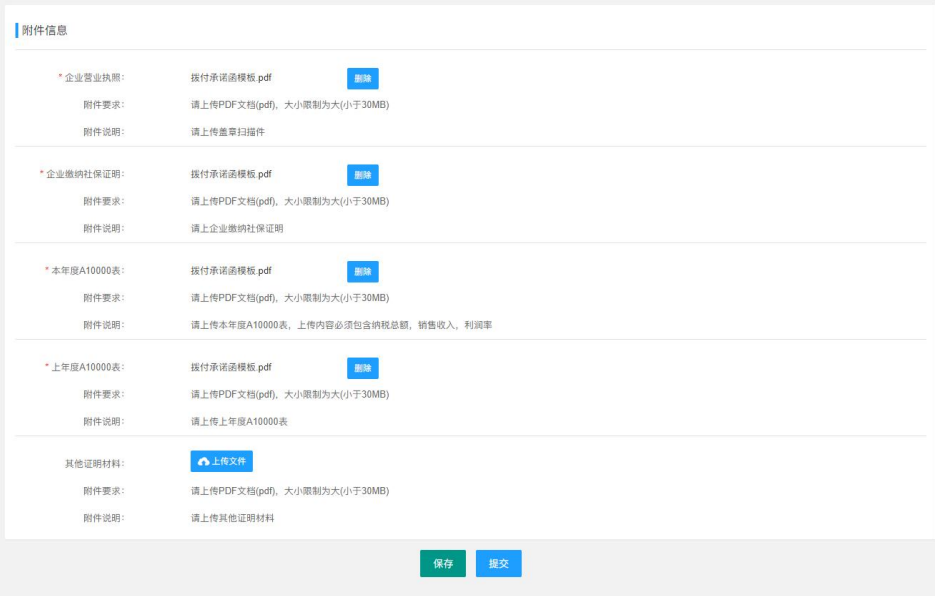 附件信息
* 企业营业执照: 拨付承诺函模板.pdf 删除
附件要求: 请上传PDF文档(pdf), 大小限制为大(小于30MB)
附件说明: 请上传盖章扫描件
* 企业缴纳社保证明: 拨付承诺函模板.pdf 删除
附件要求: 请上传PDF文档(pdf), 大小限制为大(小于30MB)
附件说明: 请上企业缴纳社保证明
* 本年度A10000表: 拨付承诺函模板.pdf 删除
附件要求: 请上传PDF文档(pdf), 大小限制为大(小于30MB)
附件说明: 请上传本年度A10000表, 上传内容必须包含纳税总额, 销售收入, 利润率
* 上年度A10000表: 拨付承诺函模板.pdf 删除
附件要求: 请上传PDF文档(pdf), 大小限制为大(小于30MB)
附件说明: 请上传上年度A10000表
其他证明材料: 上传文件
附件要求: 请上传PDF文档(pdf), 大小限制为大(小于30MB)
附件说明: 请上传其他证明材料
保存 提交